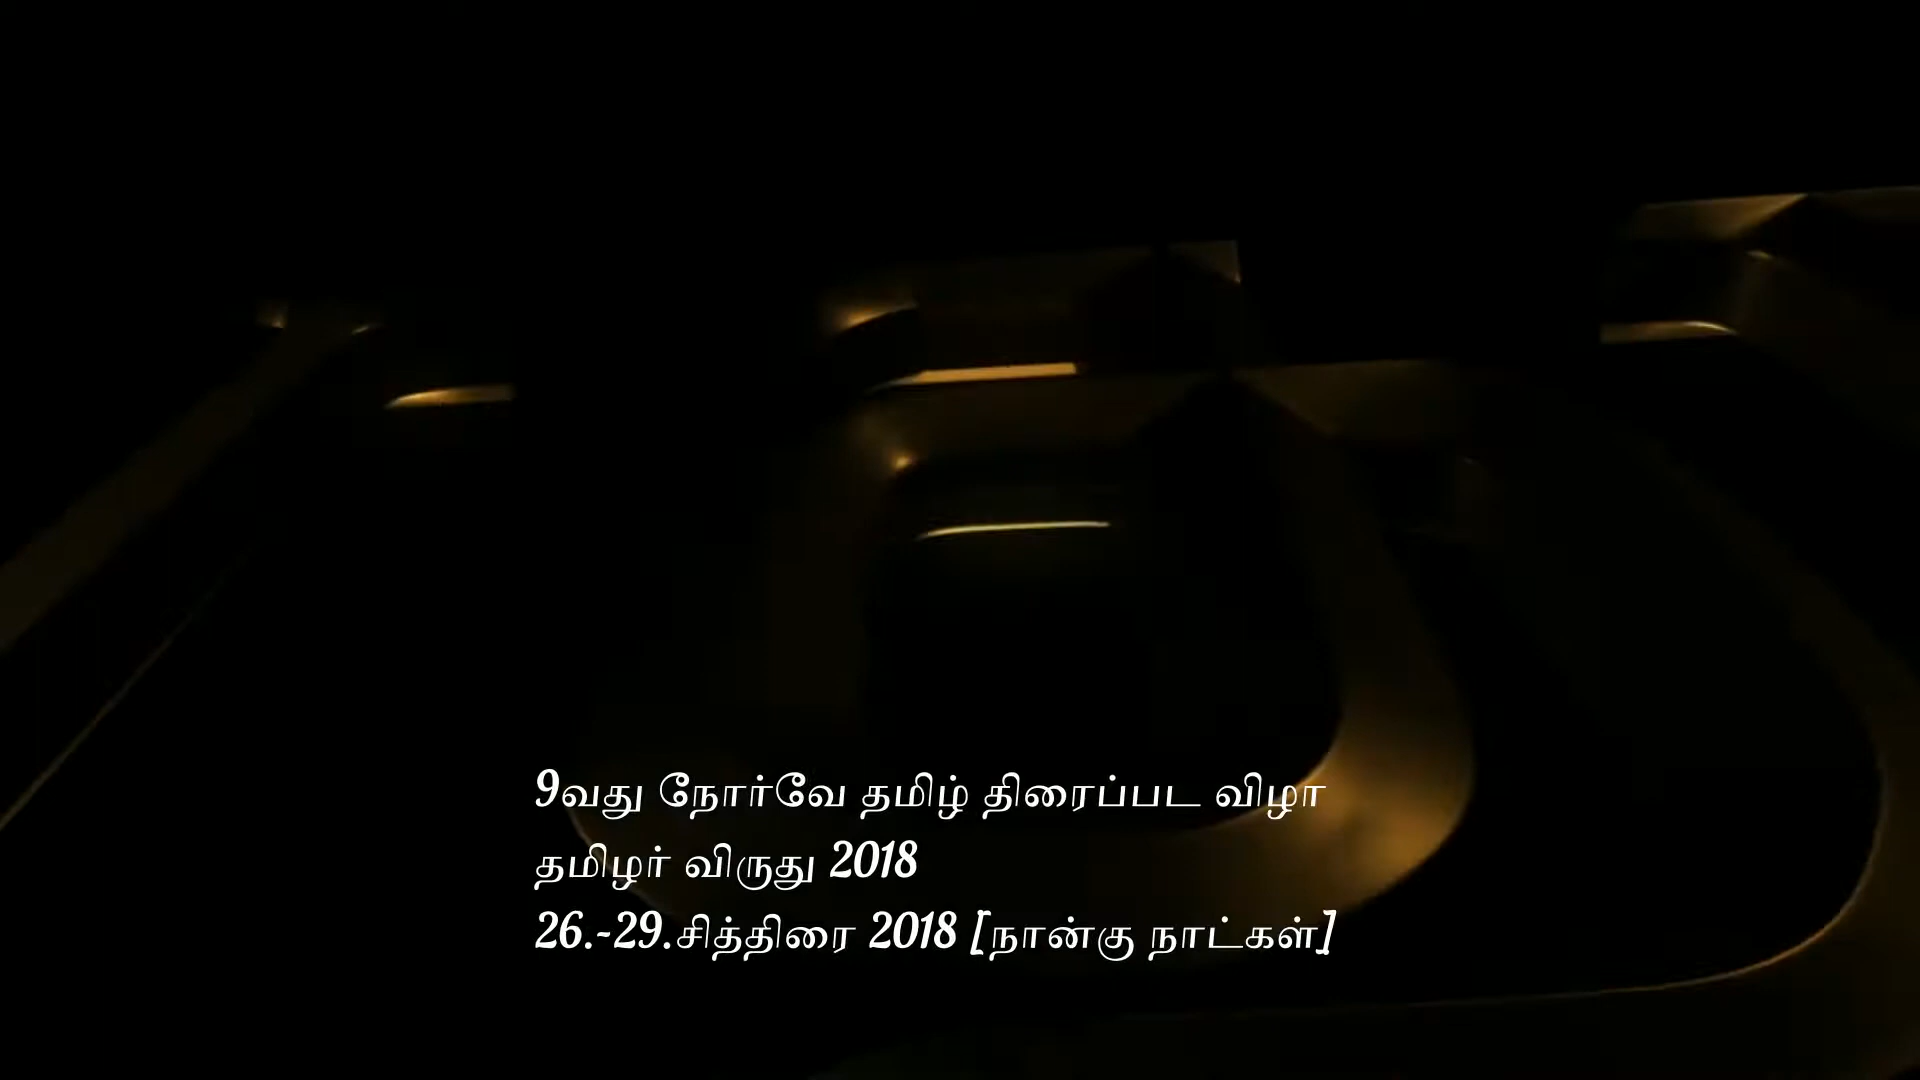 9வது நோர்வே தமிழ் திரைப்பட விழா
தமிழர் விருது 2018
26.-29.சித்திரை 2018 [நான்கு நாட்கள்]